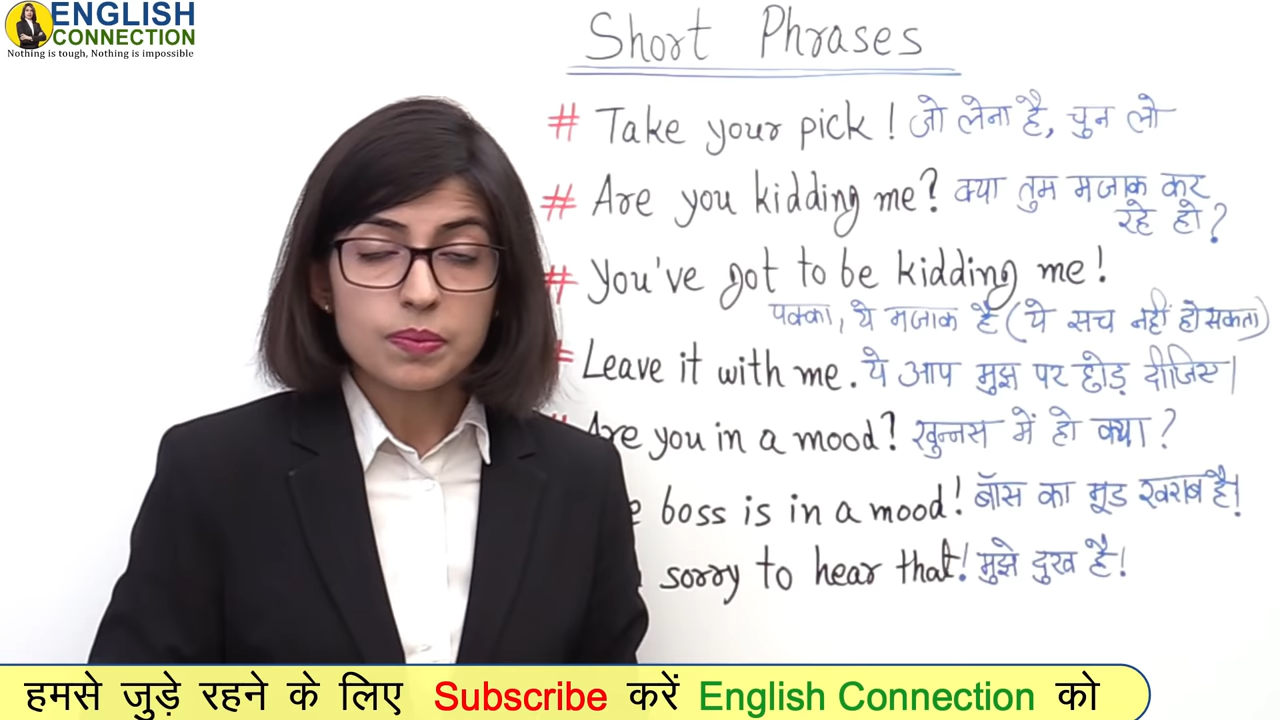 ENGLISH
CONNECTION
Nothing is tough, Nothing is impossible
Short Phrases
# Take your pick! जो लेना है, चुन लो
# Are you kidding me? क्या तुम मजाक कर
रहे हो?
# You've got to be kidding me!
पक्का, ये मजाक है (ये सच नहीं हो सकता)
Leave it with me. ये आप मुझ पर छोड़ दीजिए।
Are you in a mood? खुन्नस में हो क्या?
boss is in a mood! बॉस का मूड खराब है!
sorry to hear that! मुझे दुख है!
हमसे जुड़े रहने के लिए Subscribe करें English Connection को